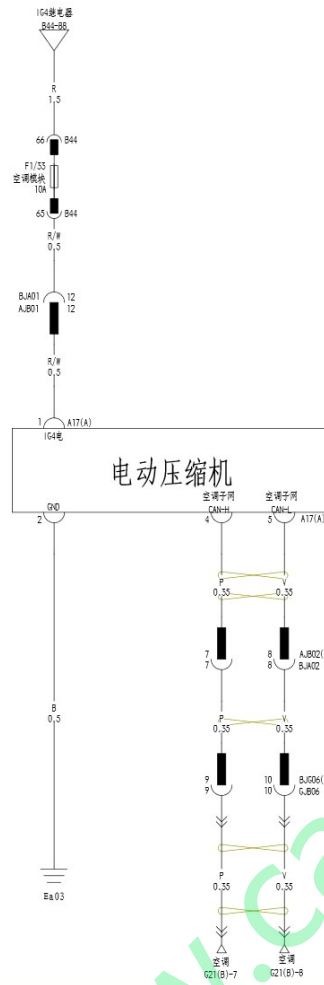 IG4继电器
B44-B8
R
1.5
66 B44
F1/33
空调模块
10A
65 B44
R/W
0.5
BJA01 12
AJB01 12
R/W
0.5
1 A17(A)
IG4电
电动压缩机
GND
2
空调子网 空调子网
CAN-H CAN-L
4 5 A17(A)
P V
0.35 0.35
7 8 AJB02(
7 8 BJA02
B
0.5
P V
0.35 0.35
9 10 BJG06(
9 10 GJB06
P V
0.35 0.35
Ea03
空调 空调
G21(B)-7 G21(B)-8